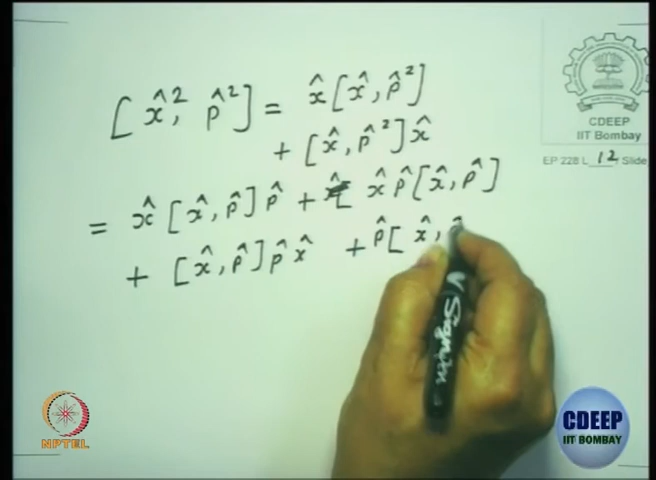 [x̂², p̂²] = x̂[x̂, p̂²]
+ [x̂, p̂²]x̂
= x̂[x̂, p̂]p̂ + x̂p̂[x̂, p̂]
+ [x̂, p̂]p̂x̂ + p̂[x̂, p̂
CDEEP
IIT Bombay
EP 228 L 12 / Slide
NPTEL
CDEEP
IIT BOMBAY